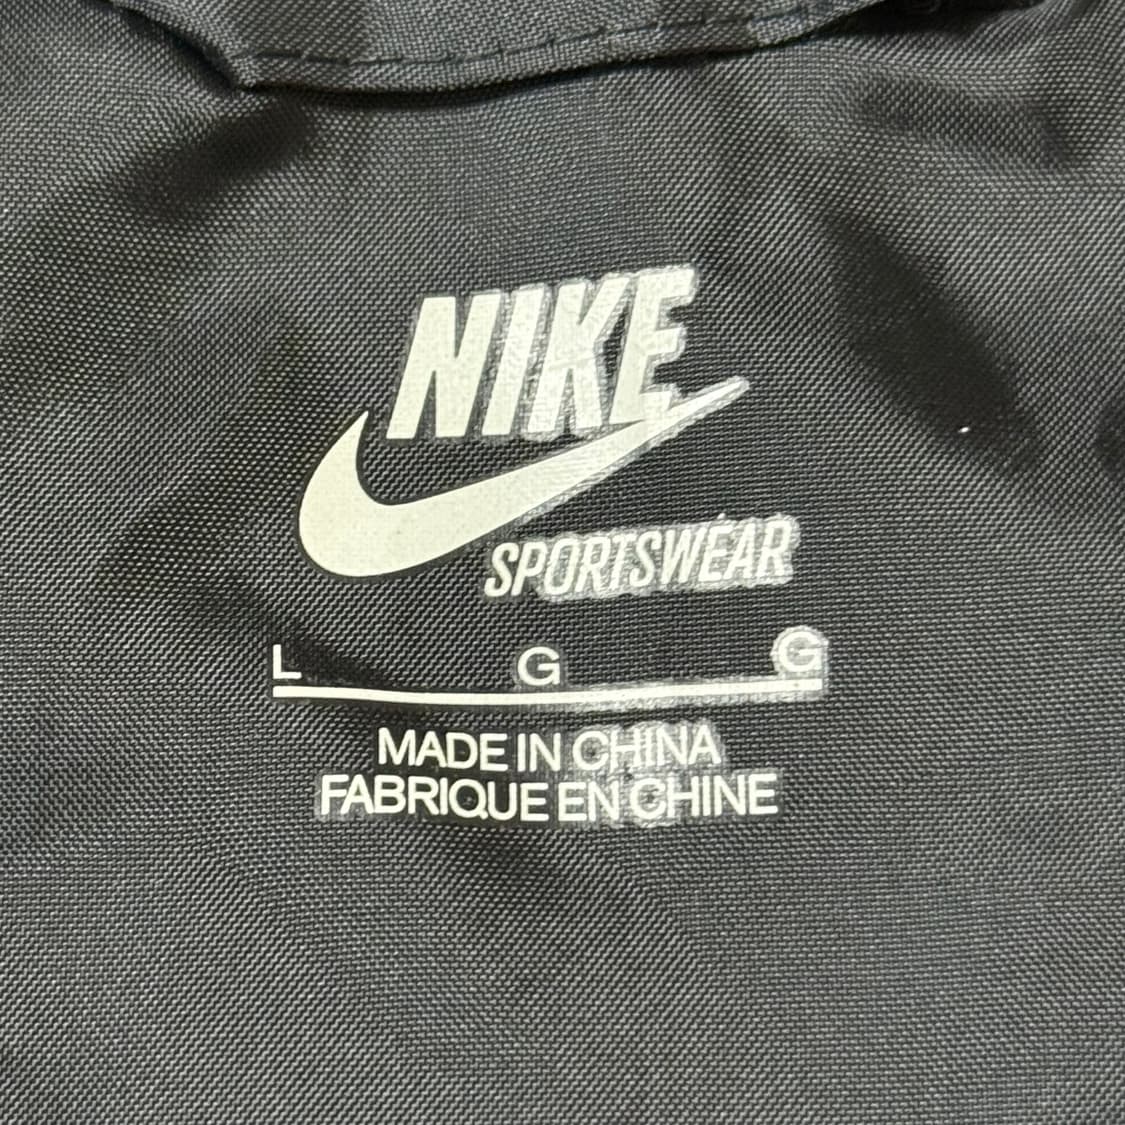 NIKE
SPORTSWEAR
L G G
MADE IN CHINA
FABRIQUE EN CHINE